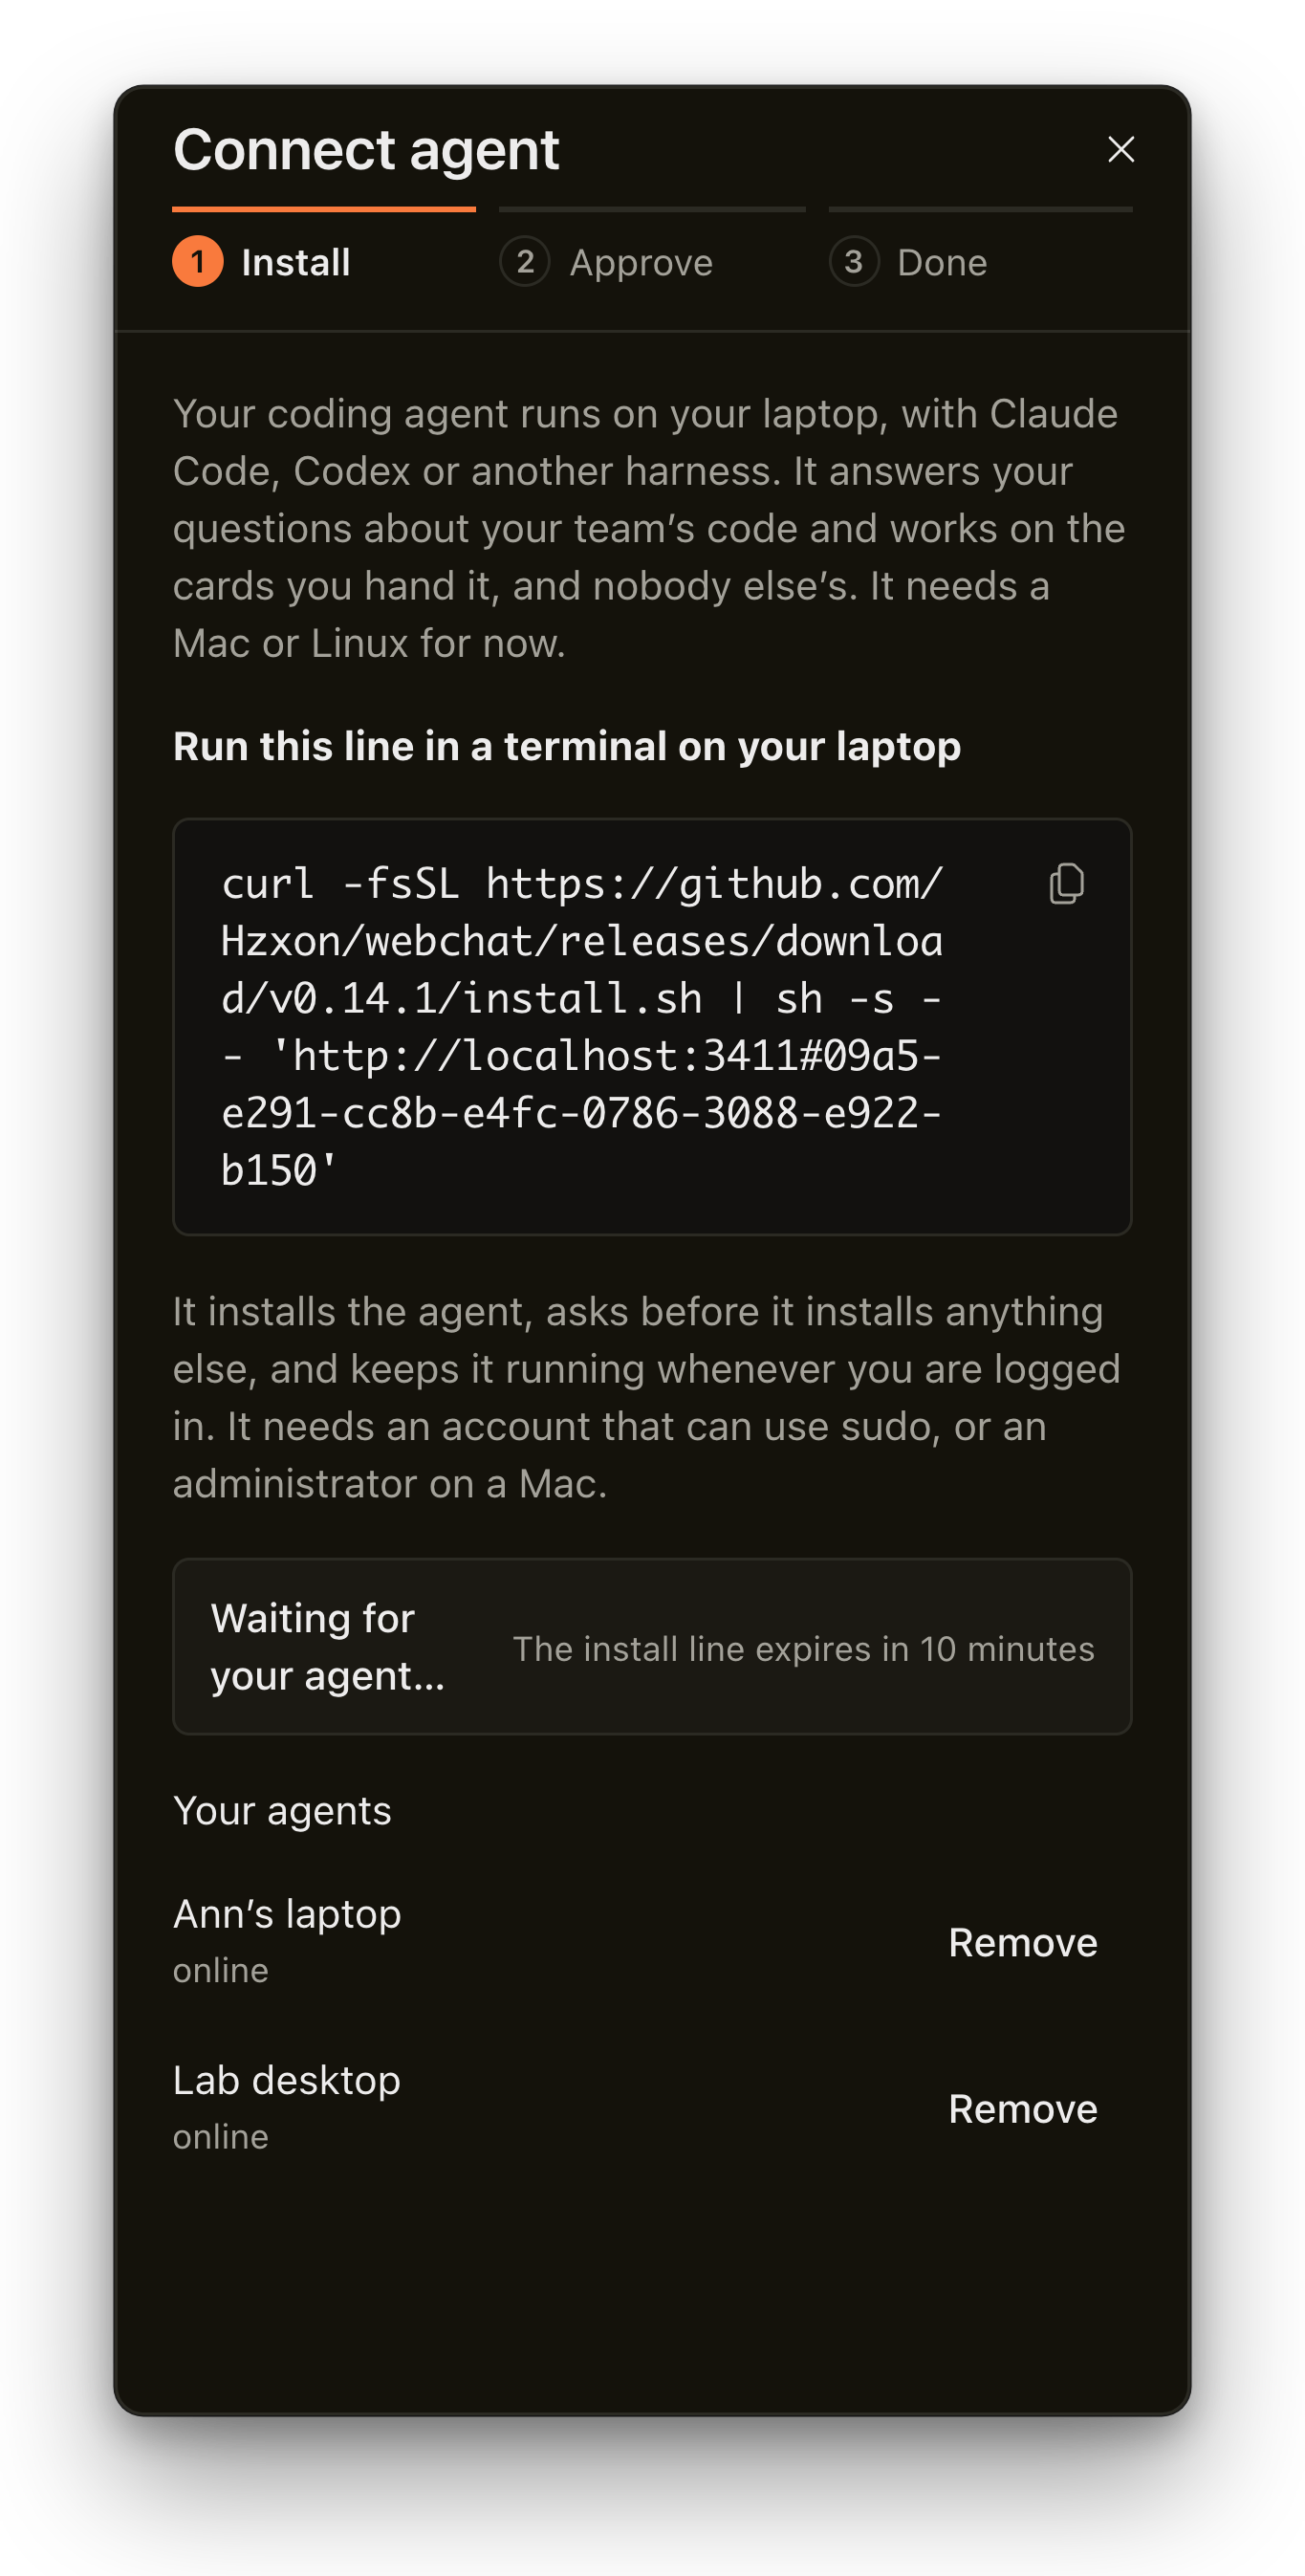 Connect agent
1 Install
2 Approve
3 Done
Your coding agent runs on your laptop, with Claude
Code, Codex or another harness. It answers your
questions about your team’s code and works on the
cards you hand it, and nobody else’s. It needs a
Mac or Linux for now.
Run this line in a terminal on your laptop
curl -fsSL https://github.com/
Hzxon/webchat/releases/downloa
d/v0.14.1/install.sh | sh -s -
- 'http://localhost:3411#09a5-
e291-cc8b-e4fc-0786-3088-e922-
b150'
It installs the agent, asks before it installs anything
else, and keeps it running whenever you are logged
in. It needs an account that can use sudo, or an
administrator on a Mac.
Waiting for
your agent...
The install line expires in 10 minutes
Your agents
Ann’s laptop
online
Remove
Lab desktop
online
Remove